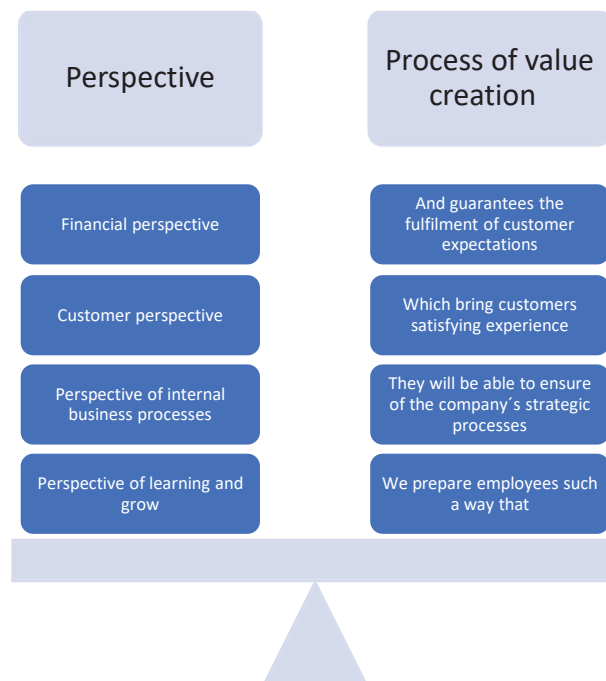 Perspective
Process of value
creation
Financial perspective
And guarantees the
fulfilment of customer
expectations
Customer perspective
Which bring customers
satisfying experience
Perspective of internal
business processes
They will be able to ensure
of the company´s strategic
processes
Perspective of learning and
grow
We prepare employees such
a way that